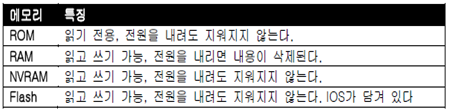 메모리 특징
ROM 읽기 전용, 전원을 내려도 지워지지 않는다.
RAM 읽고 쓰기 가능, 전원을 내리면 내용이 삭제된다.
NVRAM 읽고 쓰기 가능, 전원을 내려도 지워지지 않는다.
Flash 읽고 쓰기 가능, 전원을 내려도 지워지지 않는다. IOS가 담겨 있다